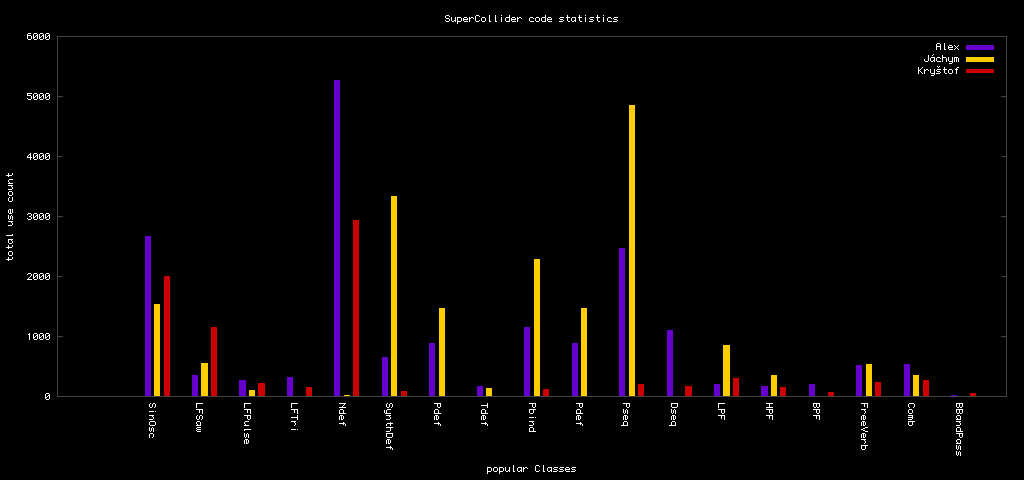 SuperCollider code statistics
Alex
Jáchym
Kryštof
total use count
6000
5000
4000
3000
2000
1000
0
SinOsc
LFSaw
LFPulse
LFTri
Ndef
SynthDef
Pdef
Tdef
Pbind
Pdef
Pseq
Dseq
LPF
HPF
BPF
FreeVerb
Comb
BBandPass
popular Classes